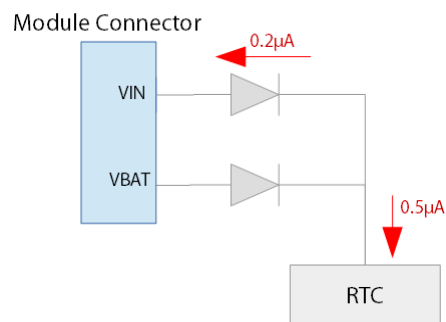 Module Connector
0.2µA
VIN
VBAT
0.5µA
RTC